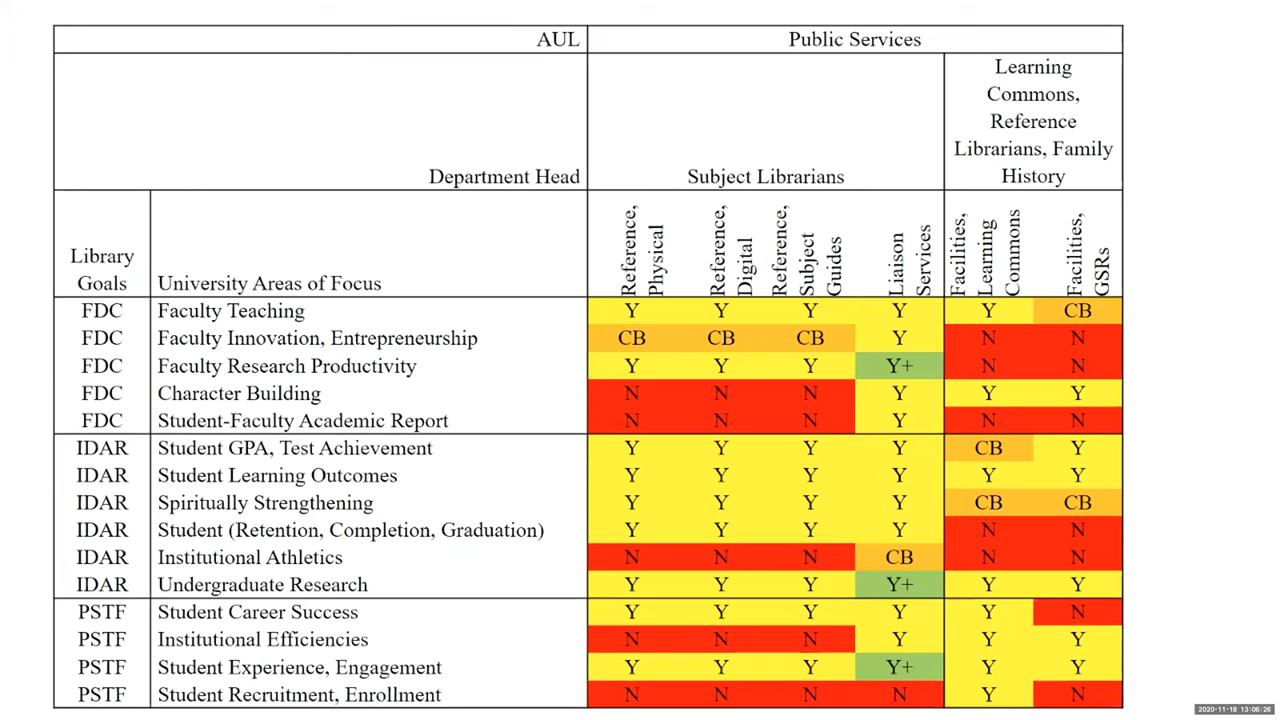 AUL Public Services
Department Head Subject Librarians Learning Commons, Reference Librarians, Family History
Library Goals University Areas of Focus Reference, Physical Reference, Digital Reference, Subject Guides Liaison Services Facilities, Learning Commons Facilities, GSRs
FDC Faculty Teaching Y Y Y Y Y CB
FDC Faculty Innovation, Entrepreneurship CB CB CB Y N N
FDC Faculty Research Productivity Y Y Y Y+ N N
FDC Character Building N N N Y Y Y
FDC Student-Faculty Academic Report N N N Y N N
IDAR Student GPA, Test Achievement Y Y Y Y CB Y
IDAR Student Learning Outcomes Y Y Y Y Y Y
IDAR Spiritually Strengthening Y Y Y Y CB CB
IDAR Student (Retention, Completion, Graduation) Y Y Y Y N N
IDAR Institutional Athletics N N N CB N N
IDAR Undergraduate Research Y Y Y Y+ Y Y
PSTF Student Career Success Y Y Y Y Y N
PSTF Institutional Efficiencies N N N Y Y Y
PSTF Student Experience, Engagement Y Y Y Y+ Y Y
PSTF Student Recruitment, Enrollment N N N N Y N
2020-11-18 13:06:26